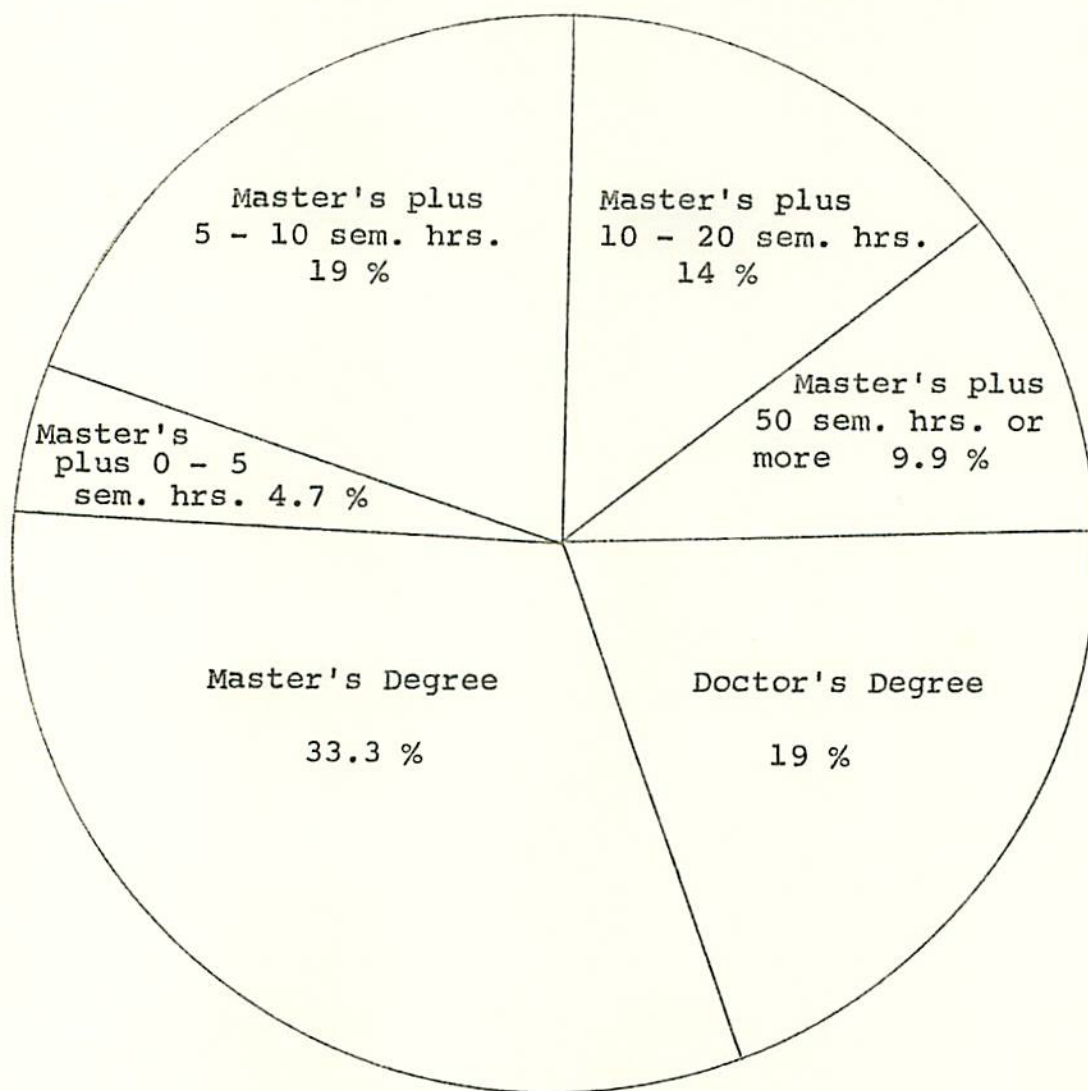 Master's plus
5 - 10 sem. hrs.
19 %
Master's plus
10 - 20 sem. hrs.
14 %
Master's plus
50 sem. hrs. or
more 9.9 %
Master's
plus 0 - 5
sem. hrs. 4.7 %
Master's Degree
33.3 %
Doctor's Degree
19 %